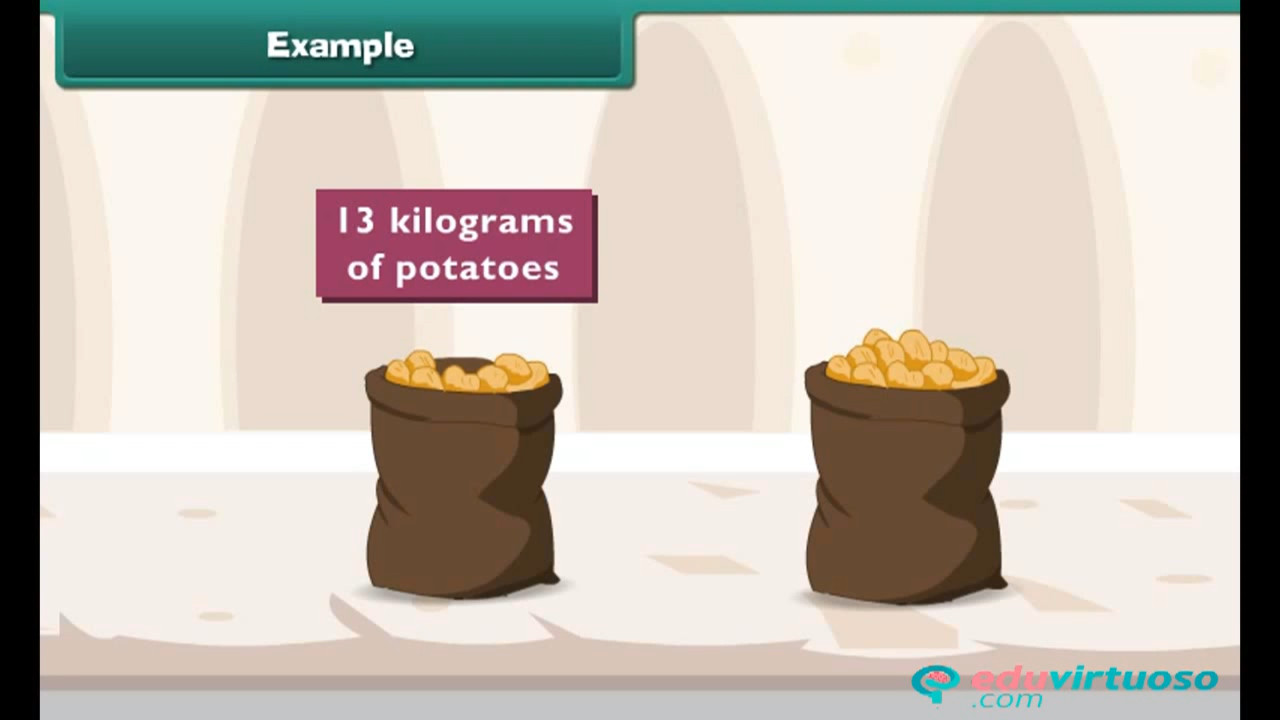 Example
13 kilograms
of potatoes
eduvirtuoso
.com